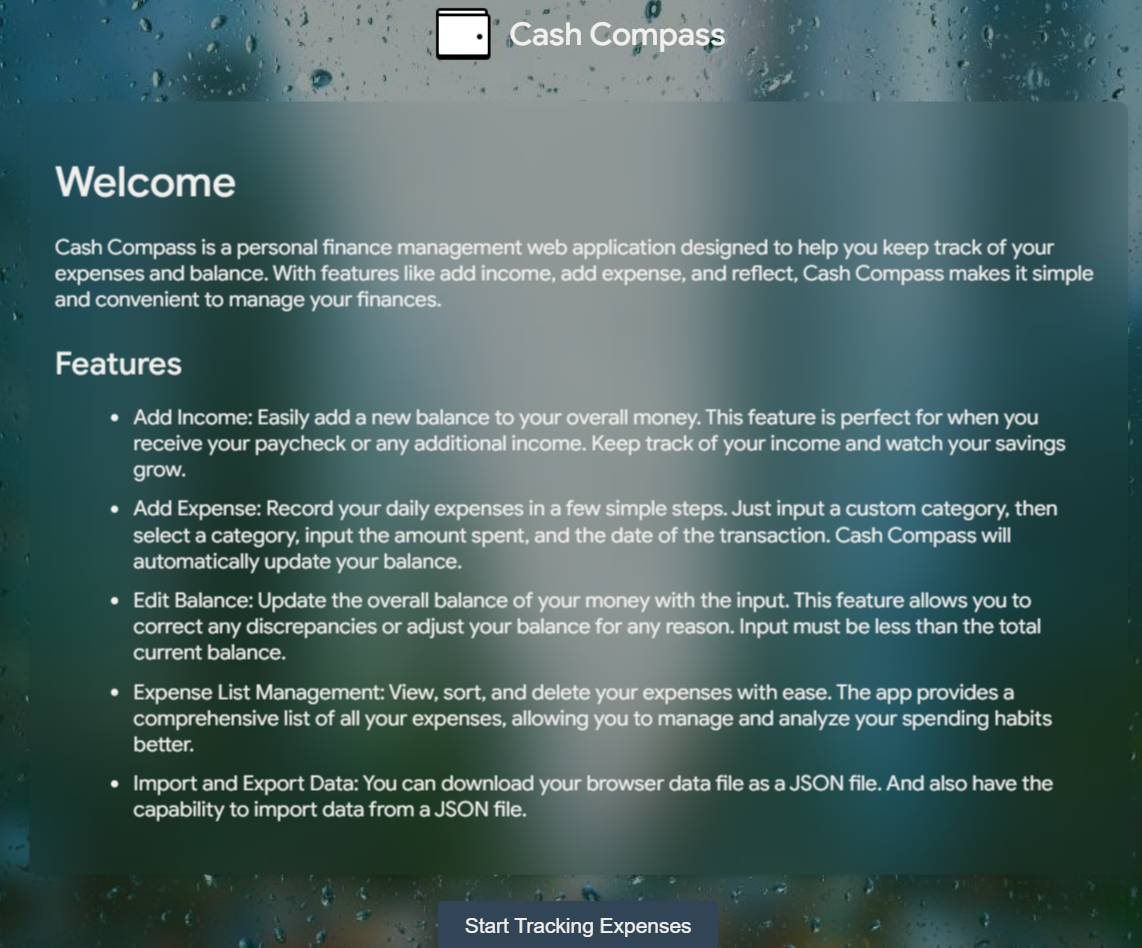 Cash Compass
Welcome
Cash Compass is a personal finance management web application designed to help you keep track of your
expenses and balance. With features like add income, add expense, and reflect, Cash Compass makes it simple
and convenient to manage your finances.
Features
• Add Income: Easily add a new balance to your overall money. This feature is perfect for when you
receive your paycheck or any additional income. Keep track of your income and watch your savings
grow.
• Add Expense: Record your daily expenses in a few simple steps. Just input a custom category, then
select a category, input the amount spent, and the date of the transaction. Cash Compass will
automatically update your balance.
• Edit Balance: Update the overall balance of your money with the input. This feature allows you to
correct any discrepancies or adjust your balance for any reason. Input must be less than the total
current balance.
• Expense List Management: View, sort, and delete your expenses with ease. The app provides a
comprehensive list of all your expenses, allowing you to manage and analyze your spending habits
better.
• Import and Export Data: You can download your browser data file as a JSON file. And also have the
capability to import data from a JSON file.
Start Tracking Expenses